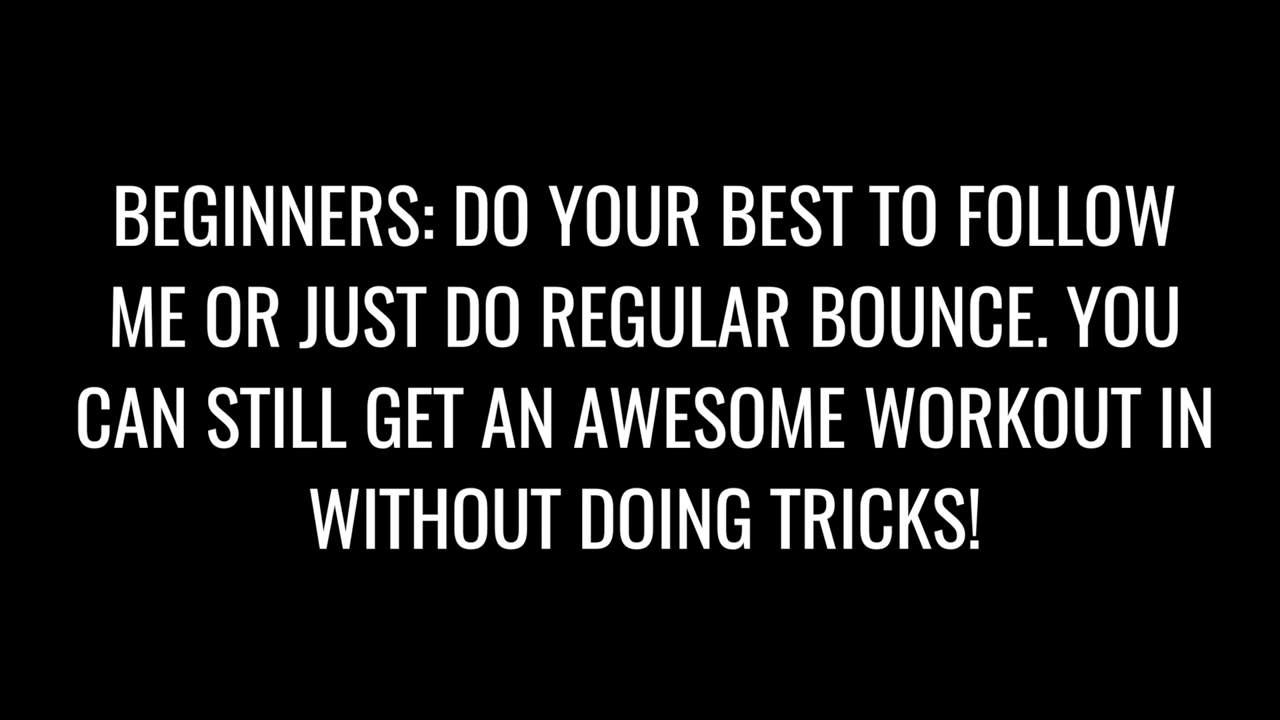 BEGINNERS: DO YOUR BEST TO FOLLOW
ME OR JUST DO REGULAR BOUNCE. YOU
CAN STILL GET AN AWESOME WORKOUT IN
WITHOUT DOING TRICKS!